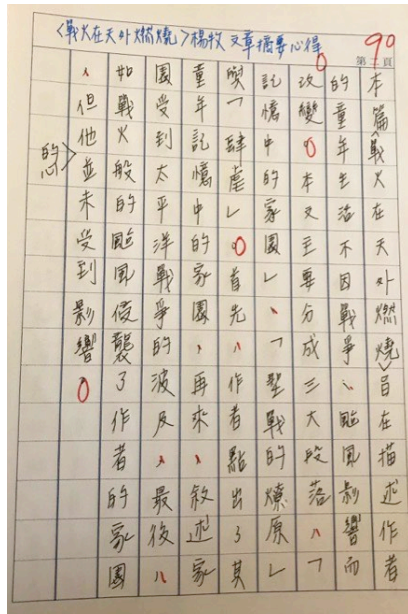 〈戰火在天外燃燒〉楊牧 文章摘要心得
90
第二頁
本篇〈戰火在天外燃燒〉旨在描述作者
的童年生活不因戰爭、颱風影響而
改變。本文主要分成三大段落,「
記憶中的家園」、「聖戰的燎原」
與「肆虐」。首先,作者點出了其
童年記憶中的家園,再來敘述家
園受到太平洋戰爭的波及,最後,
如戰火般的颱風侵襲了作者的家園
,但他並未受到影響。
的心